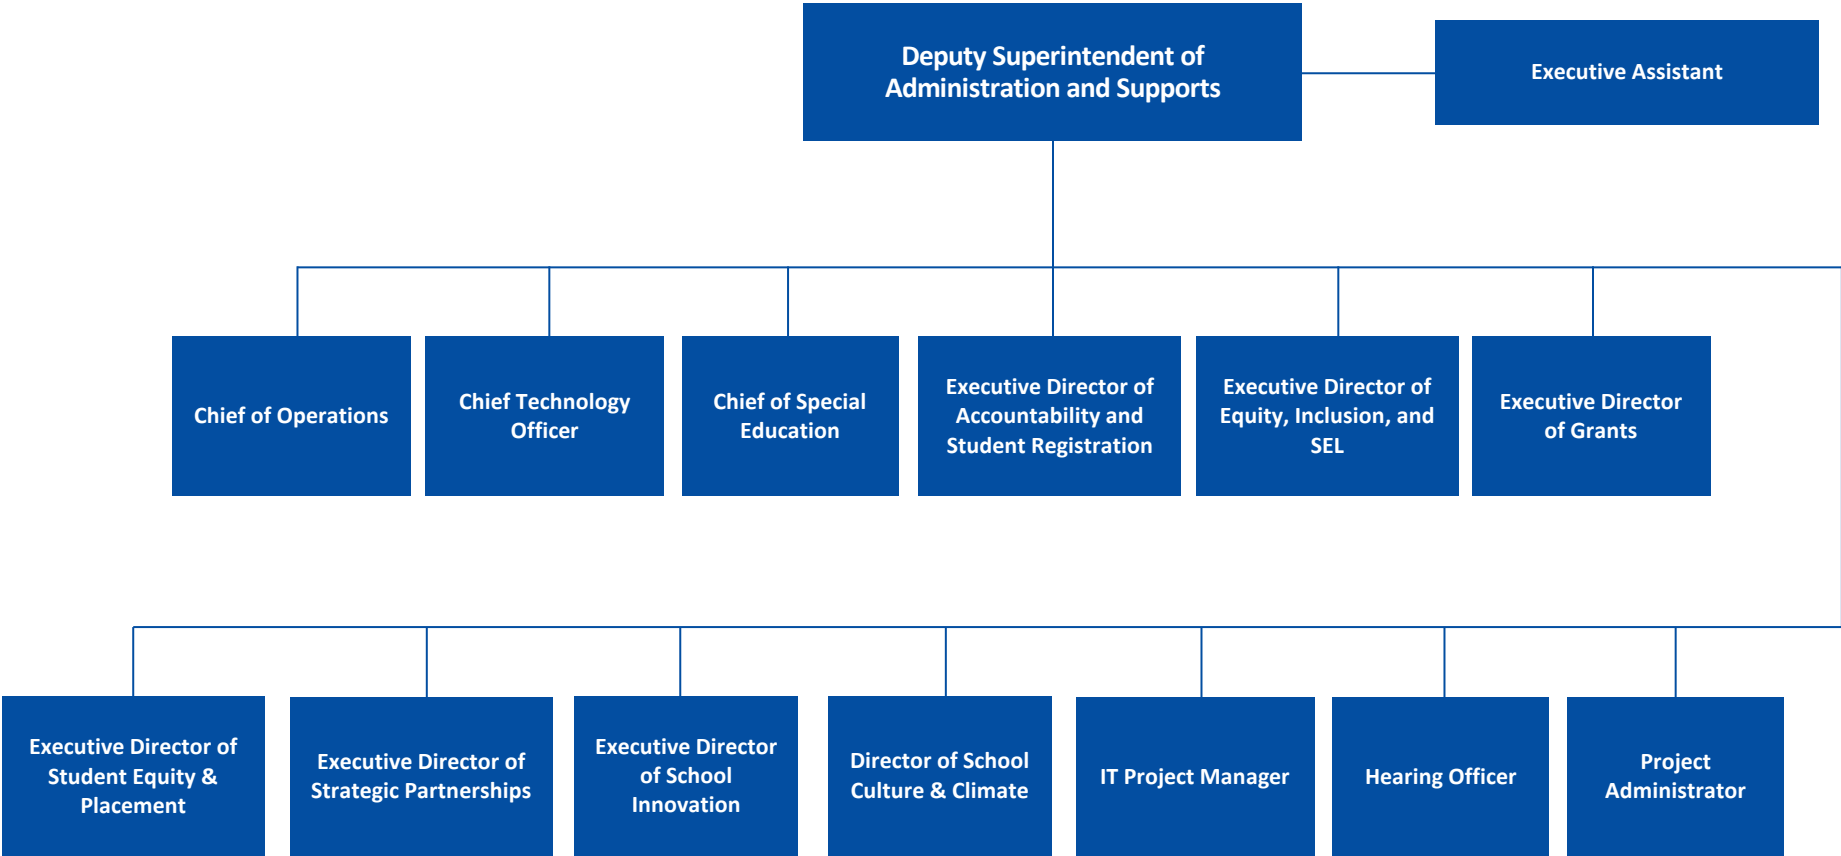 Deputy Superintendent of
Administration and Supports
Executive Assistant
Chief of Operations
Chief Technology
Officer
Chief of Special
Education
Executive Director of
Accountability and
Student Registration
Executive Director of
Equity, Inclusion, and
SEL
Executive Director
of Grants
Executive Director of
Student Equity &
Placement
Executive Director of
Strategic Partnerships
Executive Director
of School
Innovation
Director of School
Culture & Climate
IT Project Manager
Hearing Officer
Project
Administrator